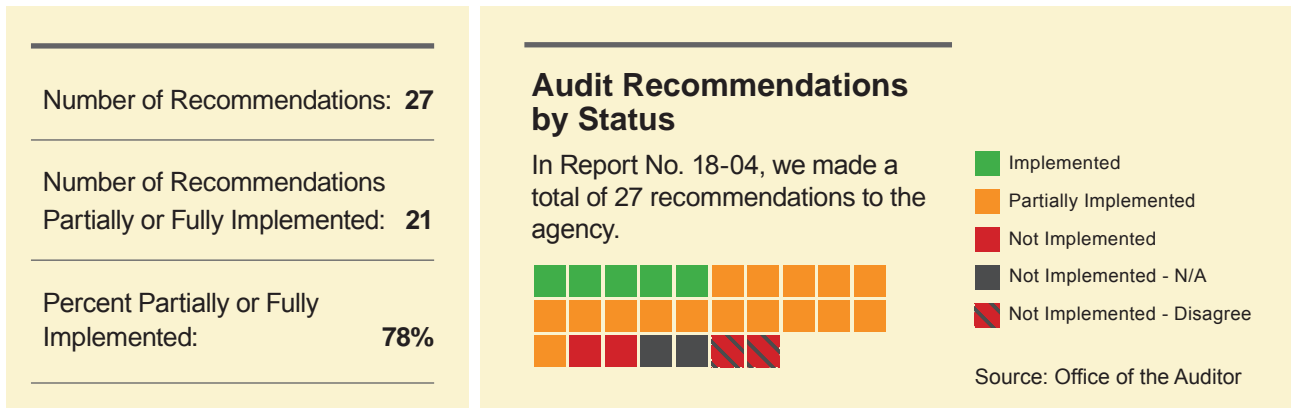 Number of Recommendations: 27
Number of Recommendations
Partially or Fully Implemented: 21
Percent Partially or Fully
Implemented: 78%
Audit Recommendations
by Status
In Report No. 18-04, we made a
total of 27 recommendations to the
agency.
Implemented
Partially Implemented
Not Implemented
Not Implemented - N/A
Not Implemented - Disagree
Source: Office of the Auditor